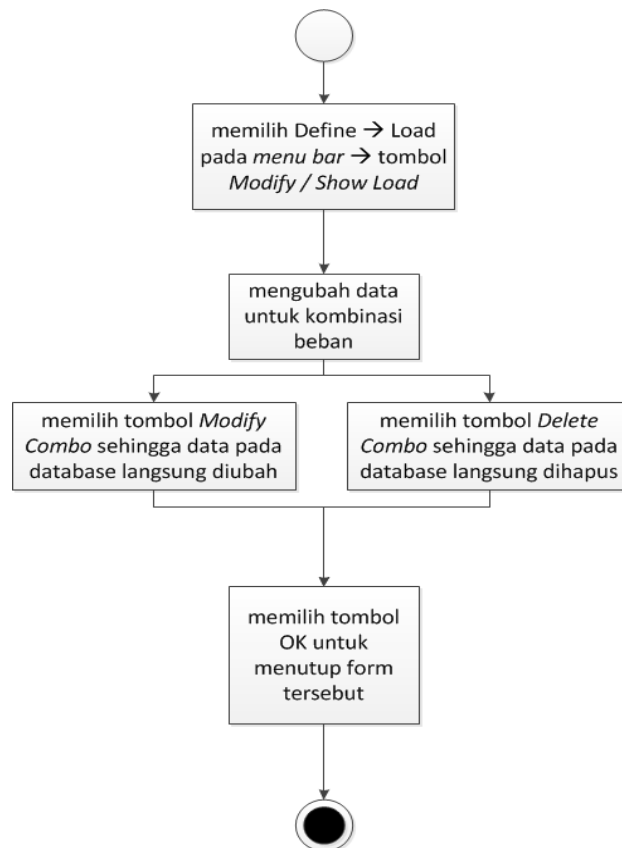 memilih Define → Load
pada menu bar → tombol
Modify / Show Load
mengubah data
untuk kombinasi
beban
memilih tombol Modify
Combo sehingga data pada
database langsung diubah
memilih tombol Delete
Combo sehingga data pada
database langsung dihapus
memilih tombol
OK untuk
menutup form
tersebut